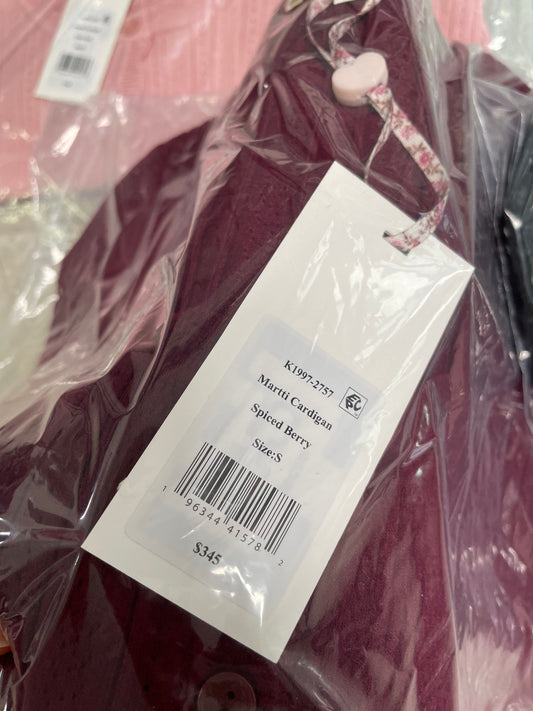 K1997-2757
Martti Cardigan
Spiced Berry
Size:S
1 96344 41578 2
$345